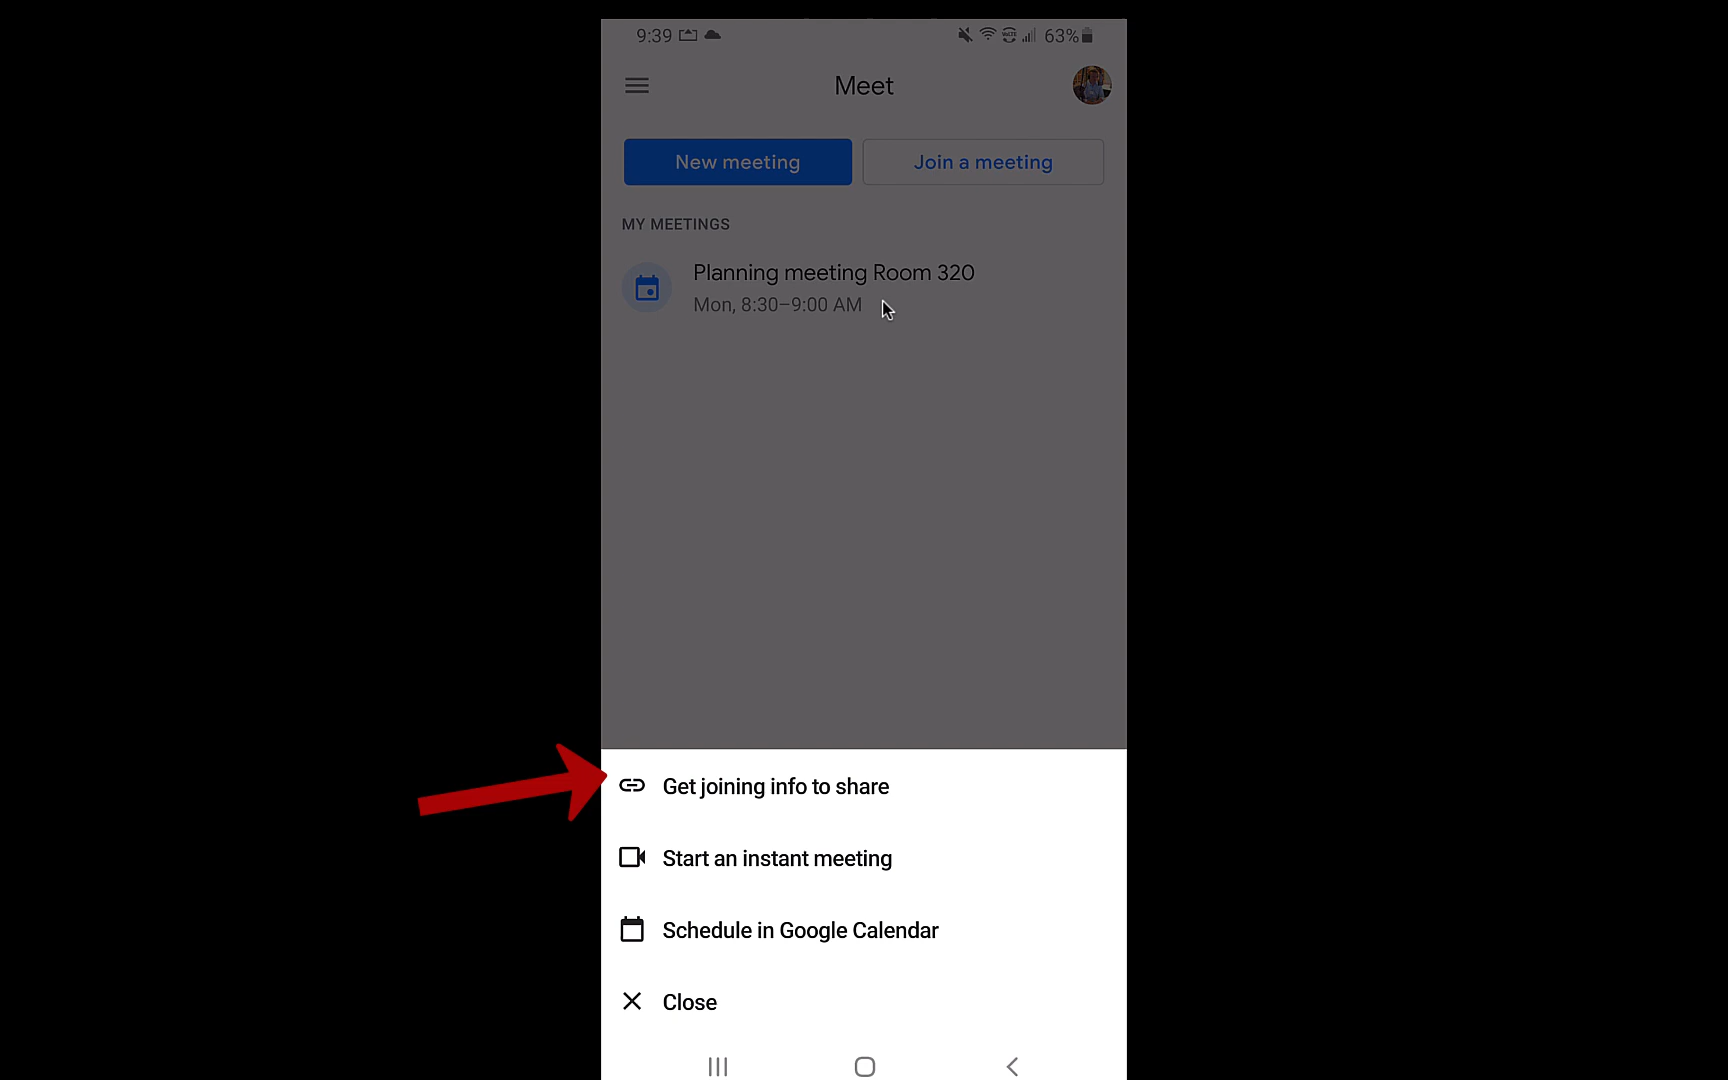 9:39 63%
Meet
New meeting Join a meeting
MY MEETINGS
Planning meeting Room 320
Mon, 8:30–9:00 AM
Get joining info to share
Start an instant meeting
Schedule in Google Calendar
Close